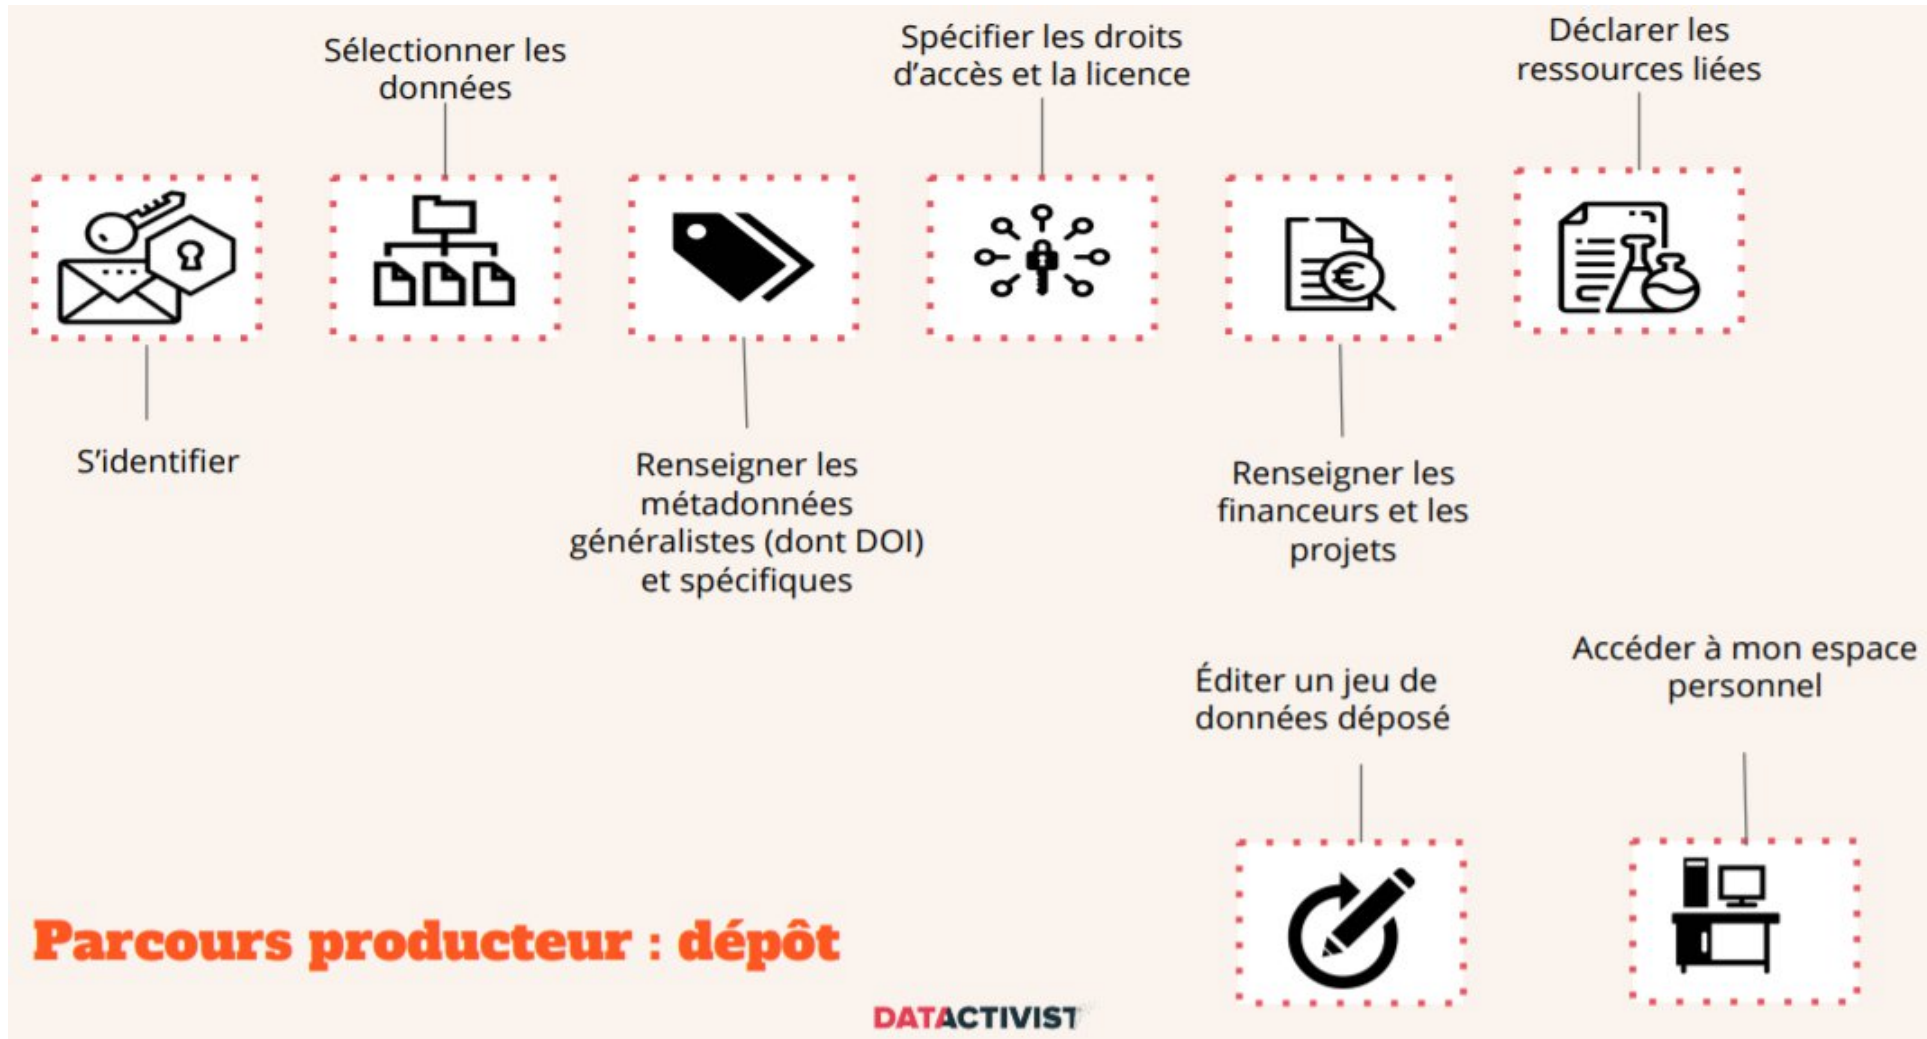 Sélectionner les
données
Spécifier les droits
d'accès et la licence
Déclarer les
ressources liées
S'identifier
Renseigner les
métadonnées
généralistes (dont DOI)
et spécifiques
Renseigner les
financeurs et les
projets
Éditer un jeu de
données déposé
Accéder à mon espace
personnel
Parcours producteur : dépôt
DATACTIVIST